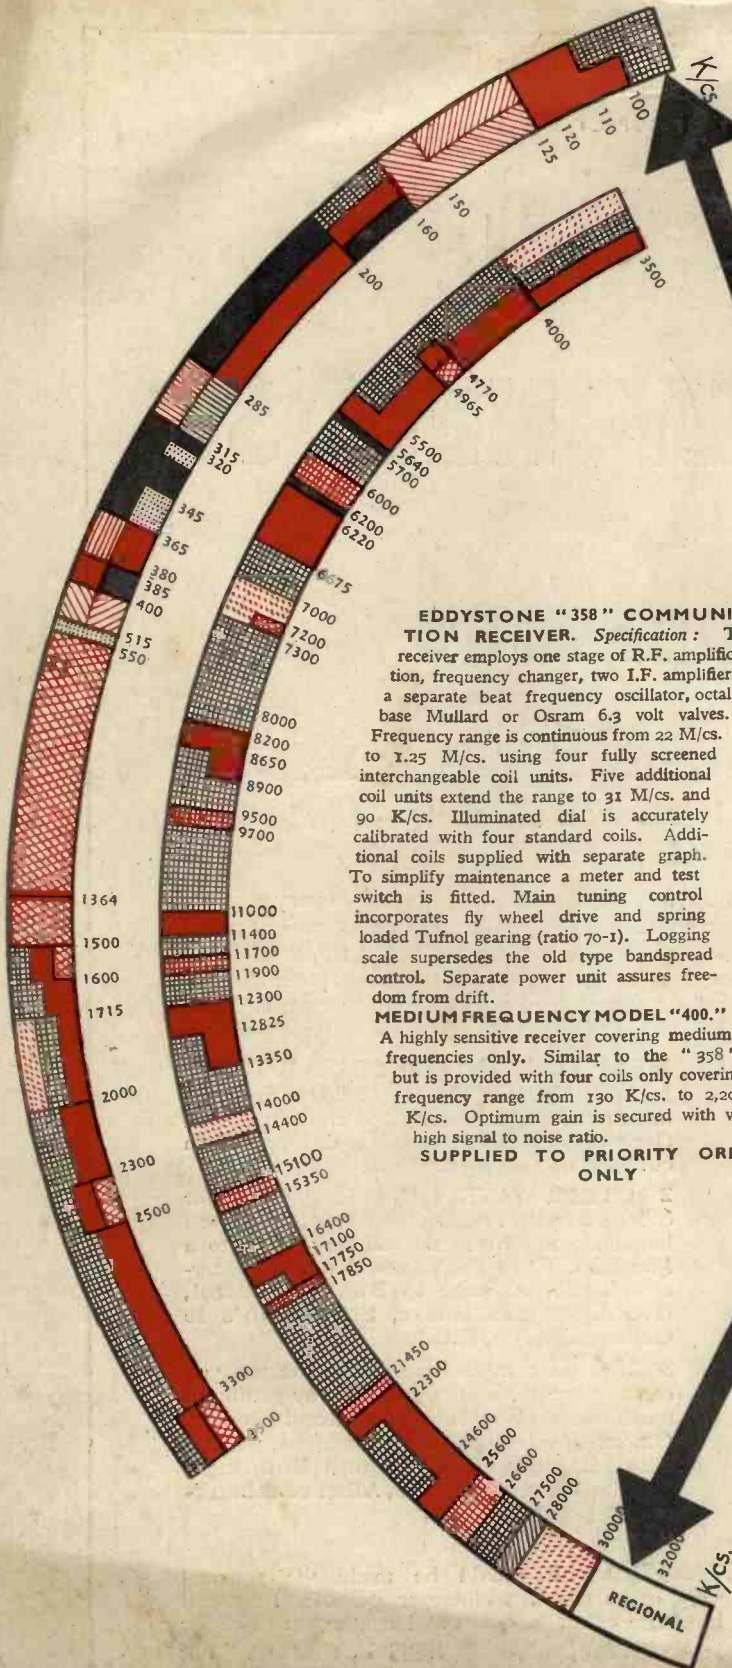 K/cs.
100
110
120
125
150
160
200
285
315
320
345
365
380
385
400
515
550
1364
1500
1600
1715
2000
2300
2500
3300
3500
3500
4000
4770
4965
5500
5640
5700
6000
6200
6220
6675
7000
7200
7300
8000
8200
8650
8900
9500
9700
11000
11400
11700
11900
12300
12825
13350
14000
14400
15100
15350
16400
17100
17750
17850
21450
22300
24600
25600
26600
27500
28000
30000
32000
K/cs.
REGIONAL
EDDYSTONE "358" COMMUNI
TION RECEIVER. Specification: T
receiver employs one stage of R.F. amplific
tion, frequency changer, two I.F. amplifier
a separate beat frequency oscillator, octal
base Mullard or Osram 6.3 volt valves.
Frequency range is continuous from 22 M/cs.
to 1.25 M/cs. using four fully screened
interchangeable coil units. Five additional
coil units extend the range to 31 M/cs. and
90 K/cs. Illuminated dial is accurately
calibrated with four standard coils. Addi-
tional coils supplied with separate graph.
To simplify maintenance a meter and test
switch is fitted. Main tuning control
incorporates fly wheel drive and spring
loaded Tufnol gearing (ratio 70-1). Logging
scale supersedes the old type bandspread
control. Separate power unit assures free-
dom from drift.
MEDIUM FREQUENCY MODEL "400."
A highly sensitive receiver covering medium
frequencies only. Similar to the "358"
but is provided with four coils only coverin
frequency range from 130 K/cs. to 2,20
K/cs. Optimum gain is secured with v
high signal to noise ratio.
SUPPLIED TO PRIORITY OR
ONLY